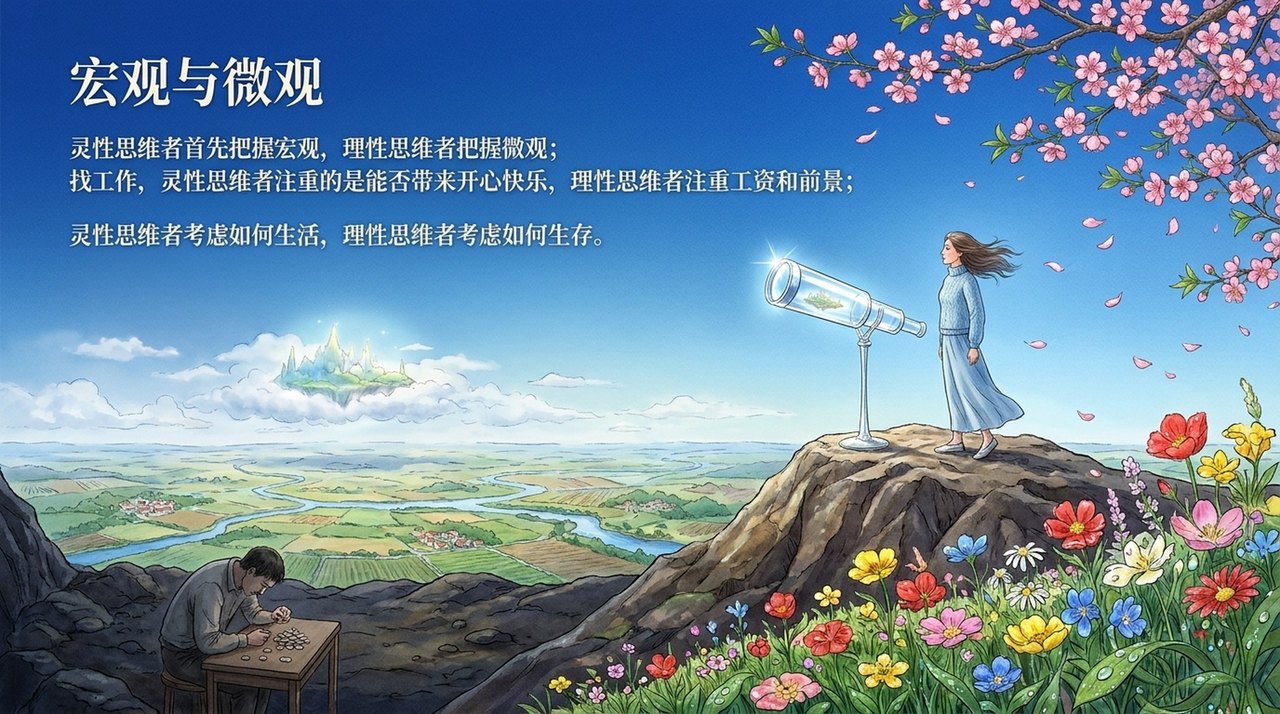 宏观与微观
灵性思维者首先把握宏观，理性思维者把握微观；
找工作，灵性思维者注重的是能否带来开心快乐，理性思维者注重工资和前景；
灵性思维者考虑如何生活，理性思维者考虑如何生存。